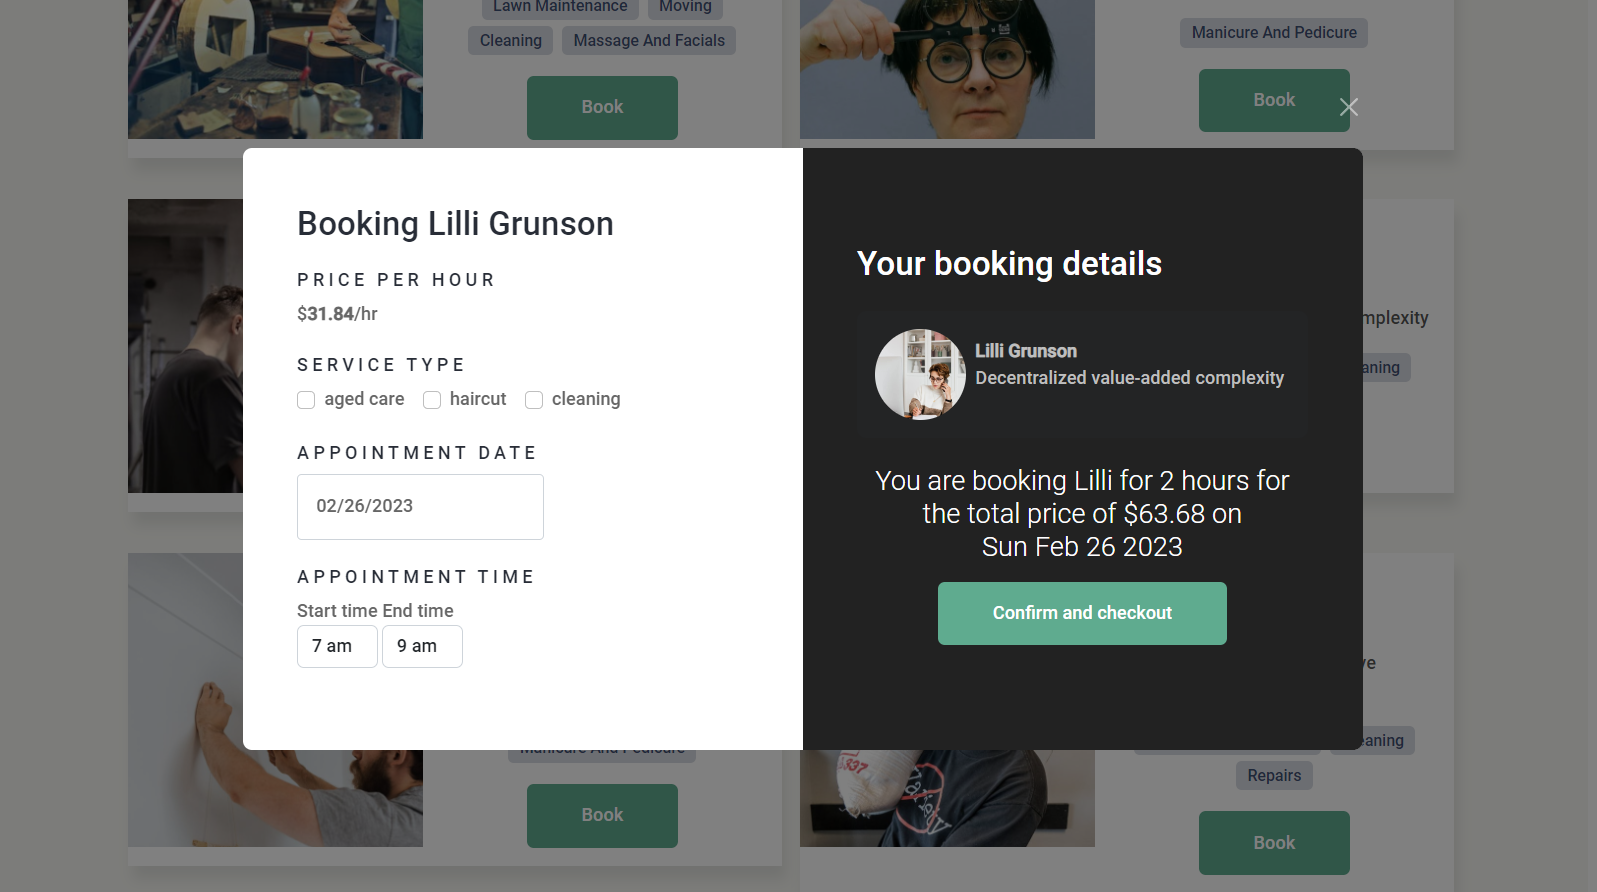 Lawn Maintenance Moving
Cleaning Massage And Facials
Book
Manicure And Pedicure
Book
Booking Lilli Grunson
PRICE PER HOUR
$31.84/hr
SERVICE TYPE
aged care haircut cleaning
APPOINTMENT DATE
02/26/2023
APPOINTMENT TIME
Start time End time
7 am 9 am
Your booking details
Lilli Grunson
Decentralized value-added complexity
You are booking Lilli for 2 hours for
the total price of $63.68 on
Sun Feb 26 2023
Confirm and checkout
mplexity
aning
Manicure And Pedicure
Book
eaning
Repairs
Book